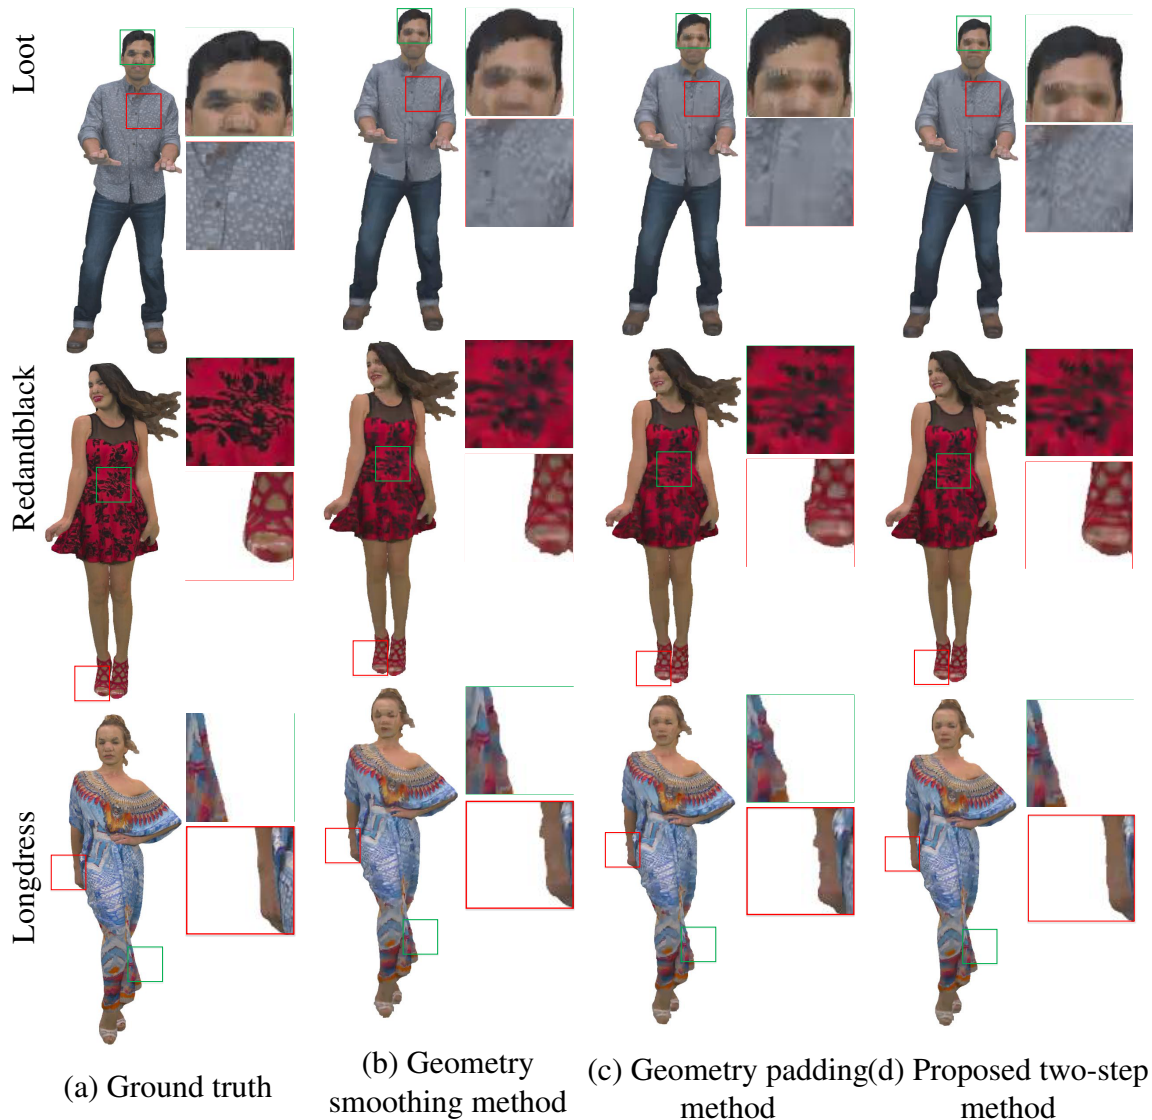 Loot
Redandblack
Longdress
(a) Ground truth
(b) Geometry
smoothing method
(c) Geometry padding
method
(d) Proposed two-step
method